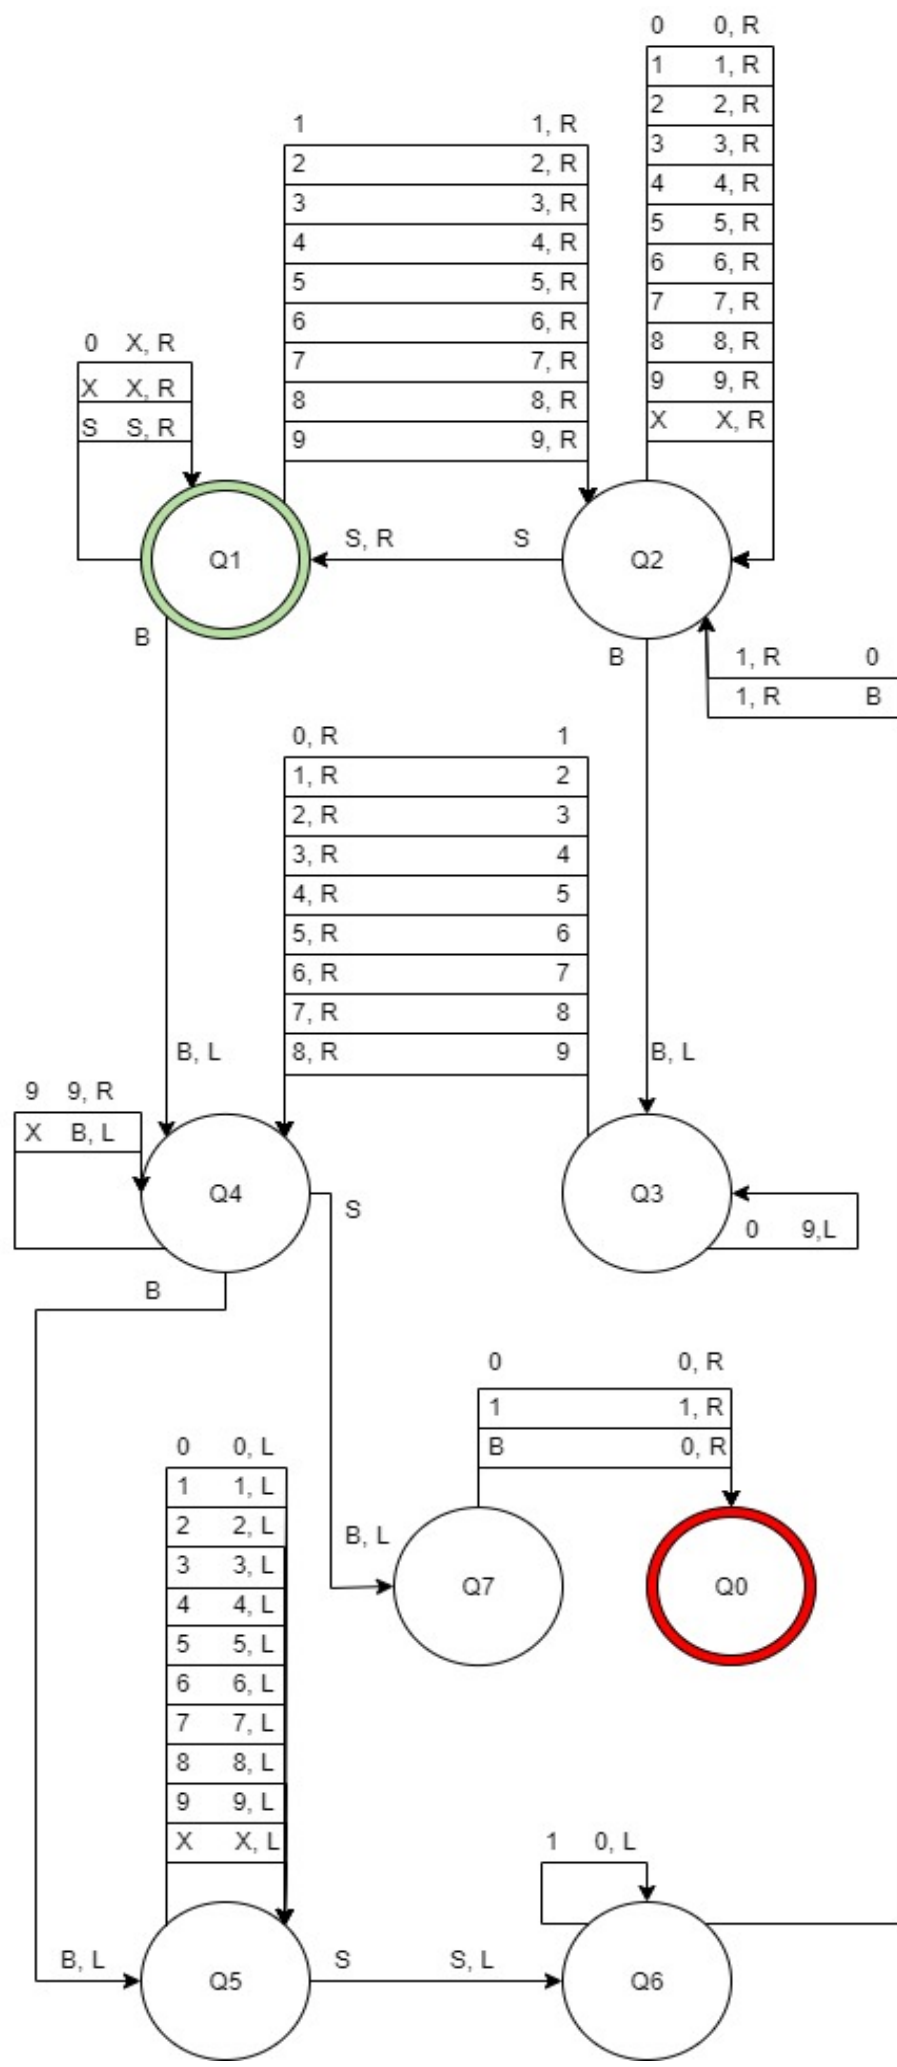 0 0, R
1 1, R
2 2, R
3 3, R
4 4, R
5 5, R
6 6, R
7 7, R
8 8, R
9 9, R
X X, R
1 1, R
2 2, R
3 3, R
4 4, R
5 5, R
6 6, R
7 7, R
8 8, R
9 9, R
0 X, R
X X, R
S S, R
Q1
S, R S
Q2
B
B
1, R 0
1, R B
0, R 1
1, R 2
2, R 3
3, R 4
4, R 5
5, R 6
6, R 7
7, R 8
8, R 9
B, L
B, L
9 9, R
X B, L
Q4
S
Q3
0 9,L
B
0 0, R
1 1, R
B 0, R
B, L
Q7
Q0
0 0, L
1 1, L
2 2, L
3 3, L
4 4, L
5 5, L
6 6, L
7 7, L
8 8, L
9 9, L
X X, L
1 0, L
B, L
Q5
S S, L
Q6